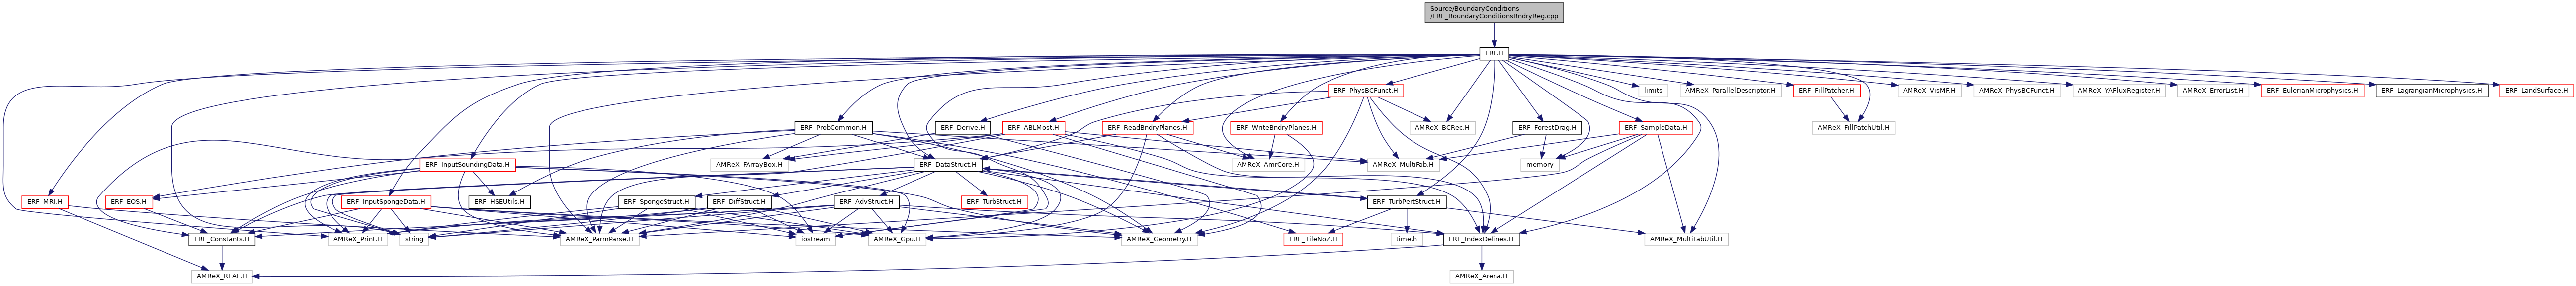 Source/BoundaryConditions
/ERF_BoundaryConditionsBndryReg.cpp
ERF.H
ERF_PhysBCFunct.H
limits
AMReX_ParallelDescriptor.H
ERF_FillPatcher.H
AMReX_VisMF.H
AMReX_PhysBCFunct.H
AMReX_YAFluxRegister.H
AMReX_ErrorList.H
ERF_EulerianMicrophysics.H
ERF_LagrangianMicrophysics.H
ERF_LandSurface.H
ERF_ProbCommon.H
ERF_Derive.H
ERF_ABLMost.H
ERF_ReadBndryPlanes.H
ERF_WriteBndryPlanes.H
AMReX_BCRec.H
ERF_ForestDrag.H
ERF_SampleData.H
AMReX_FillPatchUtil.H
ERF_InputSoundingData.H
AMReX_FArrayBox.H
ERF_DataStruct.H
AMReX_AmrCore.H
AMReX_MultiFab.H
memory
ERF_MRI.H
ERF_EOS.H
ERF_InputSpongeData.H
ERF_HSEUtils.H
ERF_SpongeStruct.H
ERF_DiffStruct.H
ERF_AdvStruct.H
ERF_TurbStruct.H
ERF_TurbPertStruct.H
ERF_Constants.H
AMReX_Print.H
string
AMReX_ParmParse.H
iostream
AMReX_Gpu.H
AMReX_Geometry.H
ERF_TileNoZ.H
time.h
ERF_IndexDefines.H
AMReX_MultiFabUtil.H
AMReX_REAL.H
AMReX_Arena.H